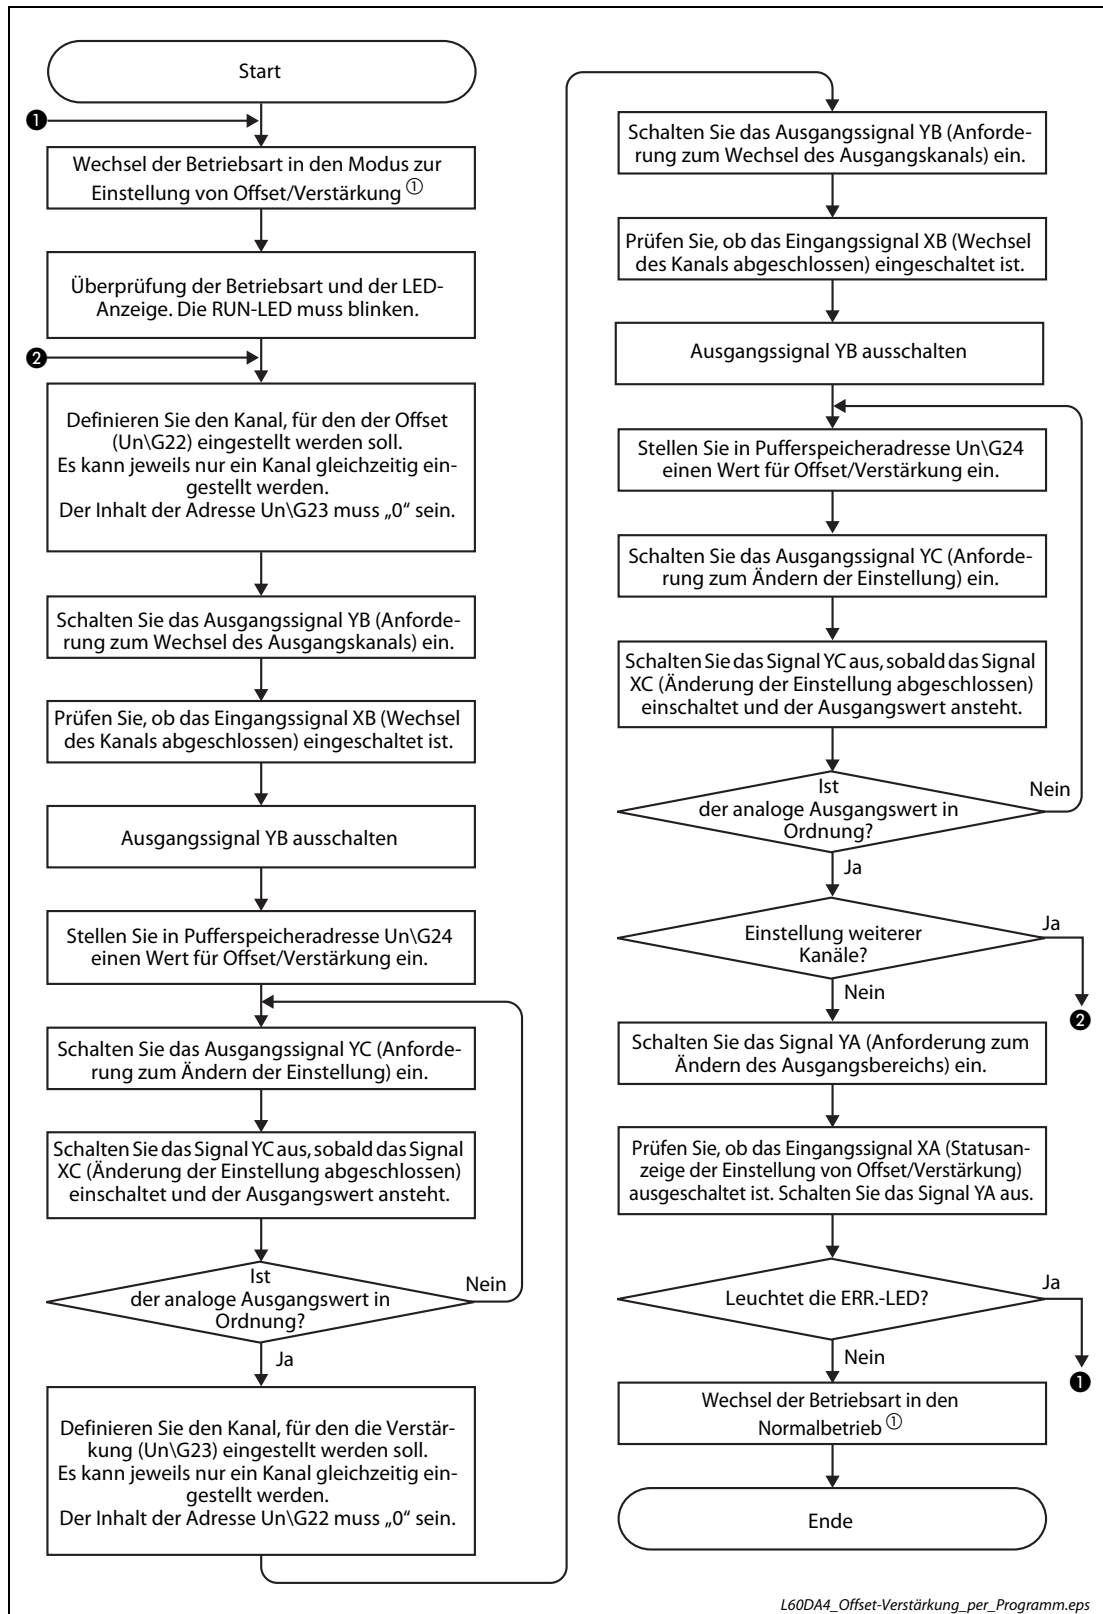 Start
❶
Wechsel der Betriebsart in den Modus zur
Einstellung von Offset/Verstärkung ①
Überprüfung der Betriebsart und der LED-
Anzeige. Die RUN-LED muss blinken.
❷
Definieren Sie den Kanal, für den der Offset
(Un\G22) eingestellt werden soll.
Es kann jeweils nur ein Kanal gleichzeitig ein-
gestellt werden.
Der Inhalt der Adresse Un\G23 muss „0“ sein.
Schalten Sie das Ausgangssignal YB (Anforde-
rung zum Wechsel des Ausgangskanals) ein.
Prüfen Sie, ob das Eingangssignal XB (Wechsel
des Kanals abgeschlossen) eingeschaltet ist.
Ausgangssignal YB ausschalten
Stellen Sie in Pufferspeicheradresse Un\G24
einen Wert für Offset/Verstärkung ein.
Schalten Sie das Ausgangssignal YC (Anforde-
rung zum Ändern der Einstellung) ein.
Schalten Sie das Signal YC aus, sobald das Signal
XC (Änderung der Einstellung abgeschlossen)
einschaltet und der Ausgangswert ansteht.
Ist
der analoge Ausgangswert in
Ordnung?
Nein
Ja
Definieren Sie den Kanal, für den die Verstär-
kung (Un\G23) eingestellt werden soll.
Es kann jeweils nur ein Kanal gleichzeitig ein-
gestellt werden.
Der Inhalt der Adresse Un\G22 muss „0“ sein.
Schalten Sie das Ausgangssignal YB (Anforde-
rung zum Wechsel des Ausgangskanals) ein.
Prüfen Sie, ob das Eingangssignal XB (Wechsel
des Kanals abgeschlossen) eingeschaltet ist.
Ausgangssignal YB ausschalten
Stellen Sie in Pufferspeicheradresse Un\G24
einen Wert für Offset/Verstärkung ein.
Schalten Sie das Ausgangssignal YC (Anforde-
rung zum Ändern der Einstellung) ein.
Schalten Sie das Signal YC aus, sobald das Signal
XC (Änderung der Einstellung abgeschlossen)
einschaltet und der Ausgangswert ansteht.
Ist
der analoge Ausgangswert in
Ordnung?
Nein
Ja
Einstellung weiterer
Kanäle?
Ja
❷
Nein
Schalten Sie das Signal YA (Anforderung zum
Ändern des Ausgangsbereichs) ein.
Prüfen Sie, ob das Eingangssignal XA (Statusan-
zeige der Einstellung von Offset/Verstärkung)
ausgeschaltet ist. Schalten Sie das Signal YA aus.
Leuchtet die ERR.-LED?
Ja
❶
Nein
Wechsel der Betriebsart in den
Normalbetrieb ①
Ende
L60DA4_Offset-Verstärkung_per_Programm.eps